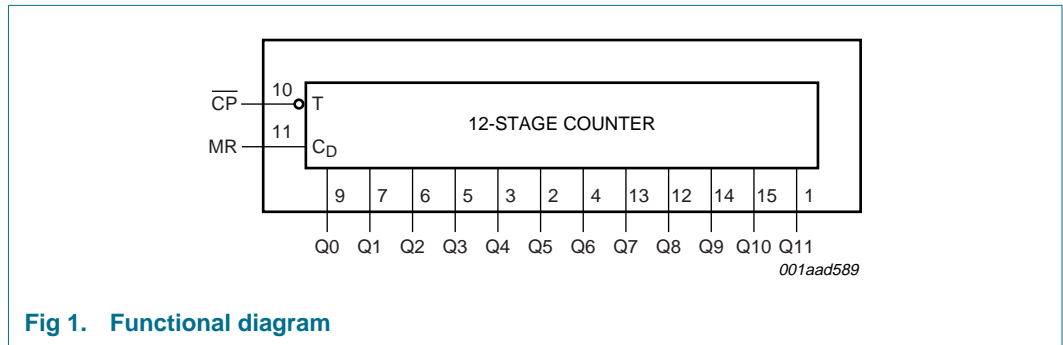 10
CP T
12-STAGE COUNTER
11
MR CD
9 7 6 5 3 2 4 13 12 14 15 1
Q0 Q1 Q2 Q3 Q4 Q5 Q6 Q7 Q8 Q9 Q10 Q11
001aad589
Fig 1. Functional diagram